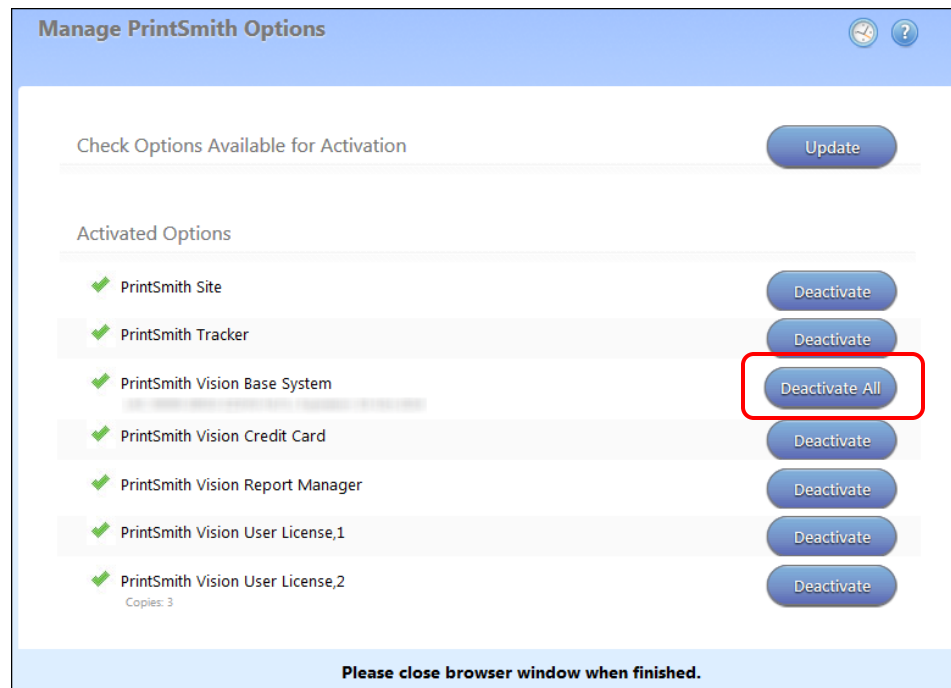 Manage PrintSmith Options
?
Check Options Available for Activation
Update
Activated Options
PrintSmith Site
Deactivate
PrintSmith Tracker
Deactivate
PrintSmith Vision Base System
Deactivate All
PrintSmith Vision Credit Card
Deactivate
PrintSmith Vision Report Manager
Deactivate
PrintSmith Vision User License,1
Deactivate
PrintSmith Vision User License,2
Copies: 3
Deactivate
Please close browser window when finished.